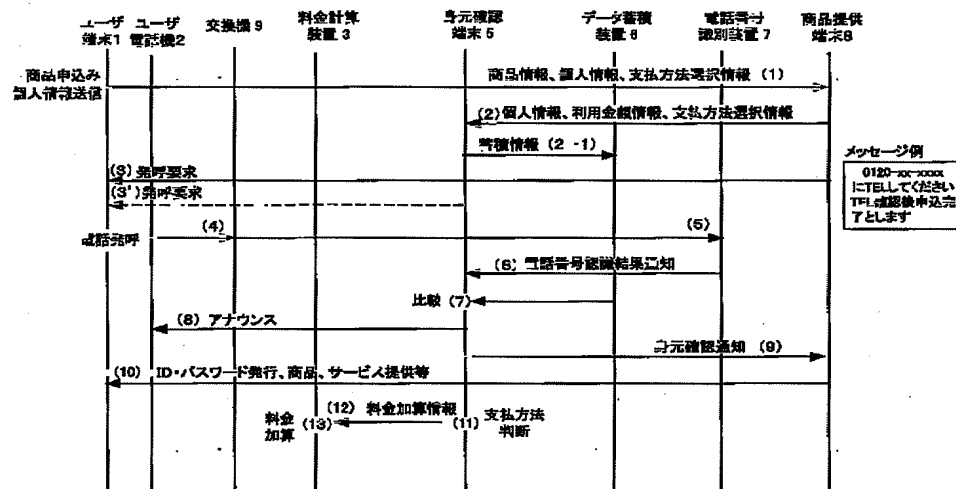 ユーザ
端末1
ユーザ
電話機2
交換機 9
料金計算
装置 3
身元確認
端末 5
データ蓄積
装置 6
電話番号
識別装置 7
商品提供
端末8
商品申込み
個人情報送信
商品情報、個人情報、支払方法選択情報 (1)
(2)個人情報、利用金額情報、支払方法選択情報
蓄積情報 (2 -1)
メッセージ例
0120-xx-xxxx
にTELしてください
TEL確認後申込完
了とします
(3) 発呼要求
(3')発呼要求
電話発呼
(4)
(5)
(6) 電話番号認識結果通知
比較 (7)
(8) アナウンス
身元確認通知 (9)
(10) ID・パスワード発行、商品、サービス提供等
料金
加算
(13)
(12) 料金加算情報
(11)
支払方法
判断